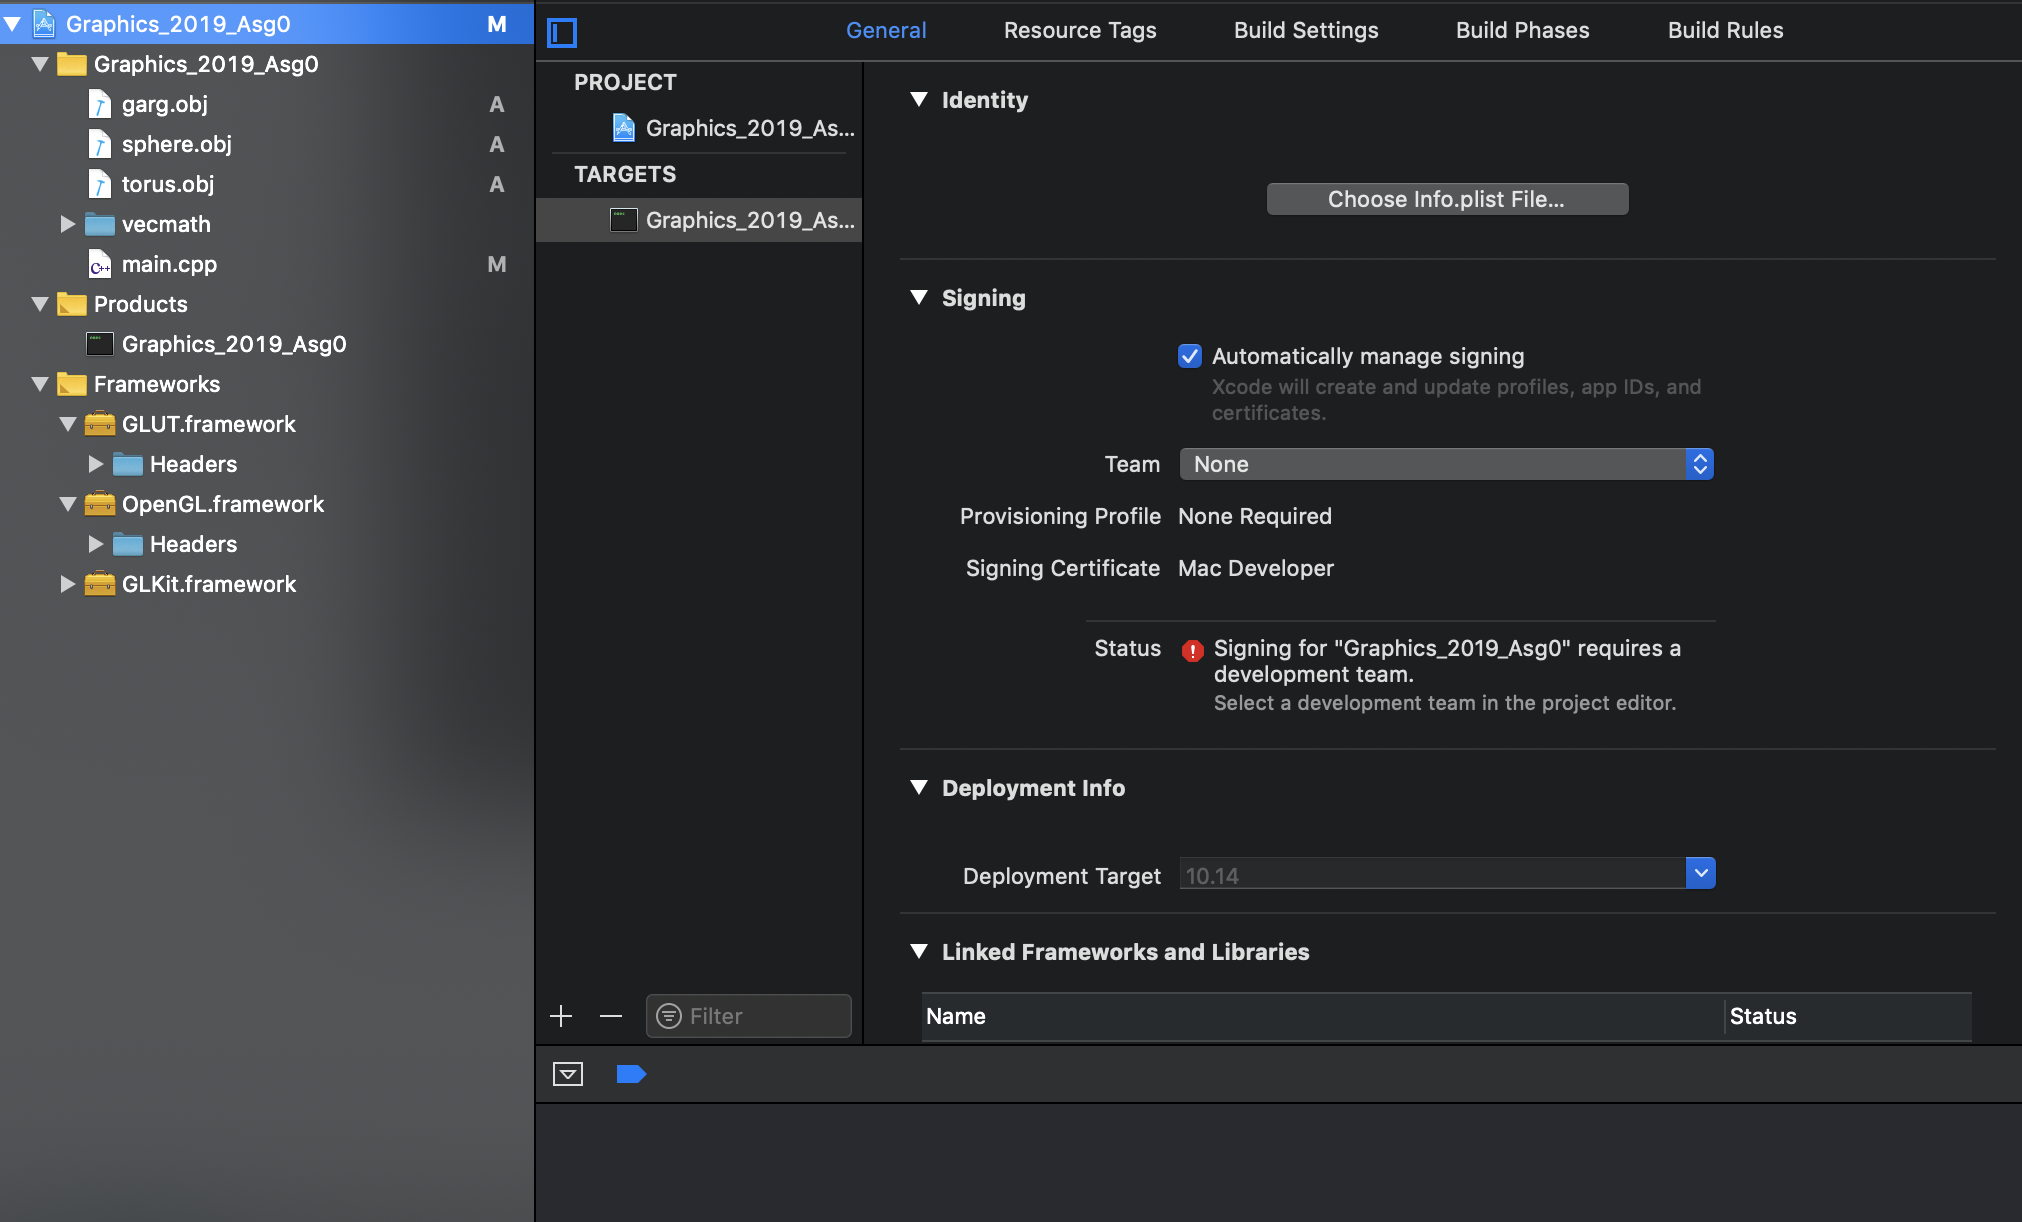 Graphics_2019_Asg0 M
Graphics_2019_Asg0
garg.obj A
sphere.obj A
torus.obj A
vecmath
main.cpp M
Products
Graphics_2019_Asg0
Frameworks
GLUT.framework
Headers
OpenGL.framework
Headers
GLKit.framework
General Resource Tags Build Settings Build Phases Build Rules
PROJECT
Graphics_2019_As...
TARGETS
Graphics_2019_As...
Filter
Identity
Choose Info.plist File...
Signing
Automatically manage signing
Xcode will create and update profiles, app IDs, and
certificates.
Team None
Provisioning Profile None Required
Signing Certificate Mac Developer
Status Signing for "Graphics_2019_Asg0" requires a
development team.
Select a development team in the project editor.
Deployment Info
Deployment Target 10.14
Linked Frameworks and Libraries
Name Status